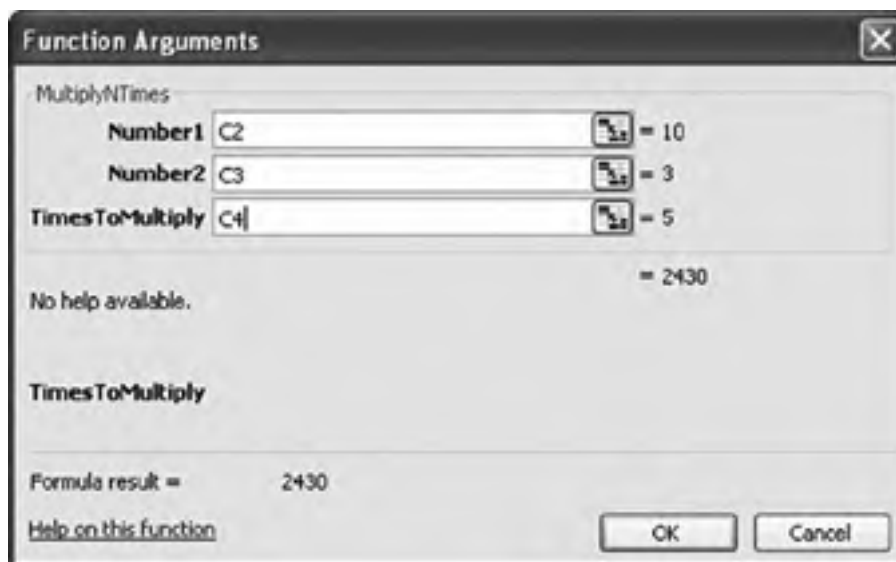 Function Arguments
MultiplyNTimes
Number1 C2 = 10
Number2 C3 = 3
TimesToMultiply C4 = 5
= 2430
No help available.
TimesToMultiply
Formula result = 2430
Help on this function
OK Cancel